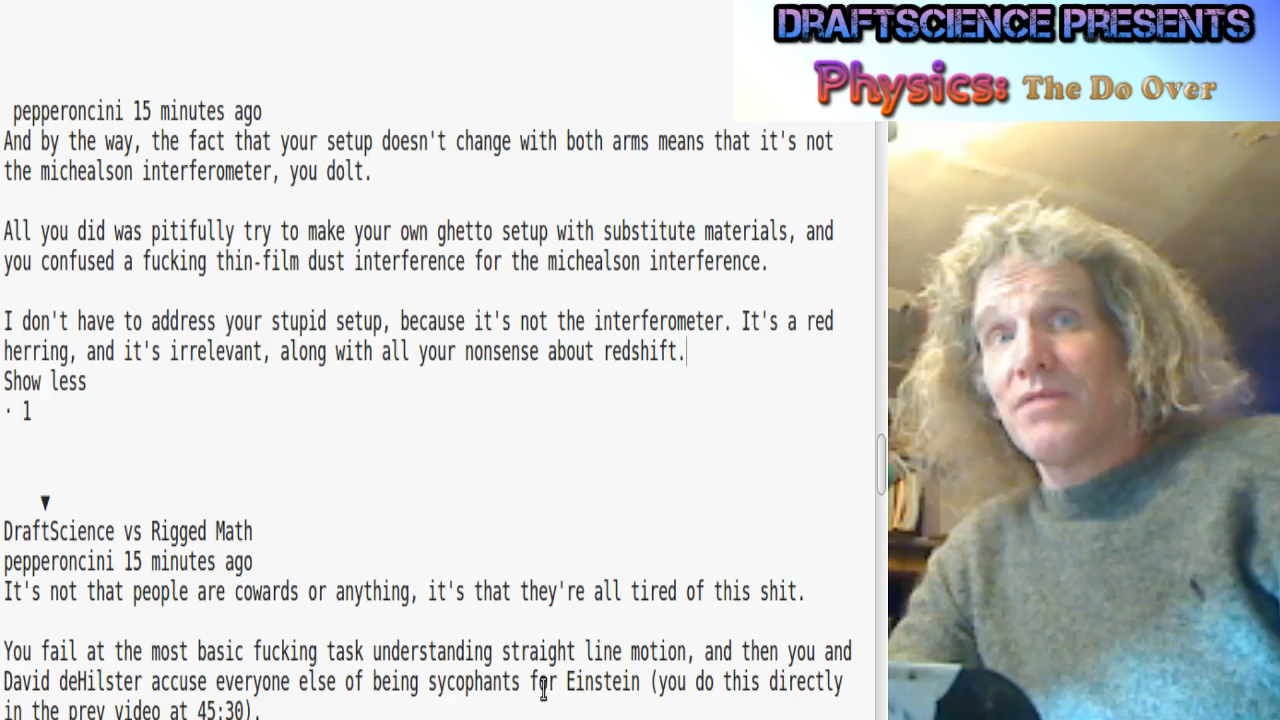 DRAFTSCIENCE PRESENTS
Physics: The Do Over
pepperoncini 15 minutes ago
And by the way, the fact that your setup doesn't change with both arms means that it's not
the michealson interferometer, you dolt.
All you did was pitifully try to make your own ghetto setup with substitute materials, and
you confused a fucking thin-film dust interference for the michealson interference.
I don't have to address your stupid setup, because it's not the interferometer. It's a red
herring, and it's irrelevant, along with all your nonsense about redshift.
Show less
· 1
▼
DraftScience vs Rigged Math
pepperoncini 15 minutes ago
It's not that people are cowards or anything, it's that they're all tired of this shit.
You fail at the most basic fucking task understanding straight line motion, and then you and
David deHilster accuse everyone else of being sycophants for Einstein (you do this directly
in the prev video at 45:30).